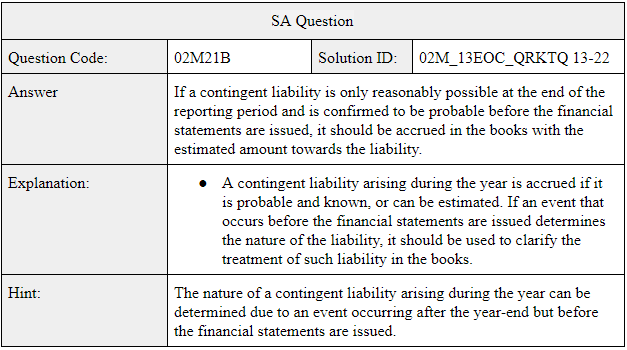 SA Question
Question Code: 02M21B Solution ID: 02M_13EOC_QRKTQ 13-22
Answer If a contingent liability is only reasonably possible at the end of the
reporting period and is confirmed to be probable before the financial
statements are issued, it should be accrued in the books with the
estimated amount towards the liability.
Explanation: ● A contingent liability arising during the year is accrued if it
is probable and known, or can be estimated. If an event that
occurs before the financial statements are issued determines
the nature of the liability, it should be used to clarify the
treatment of such liability in the books.
Hint: The nature of a contingent liability arising during the year can be
determined due to an event occurring after the year-end but before
the financial statements are issued.